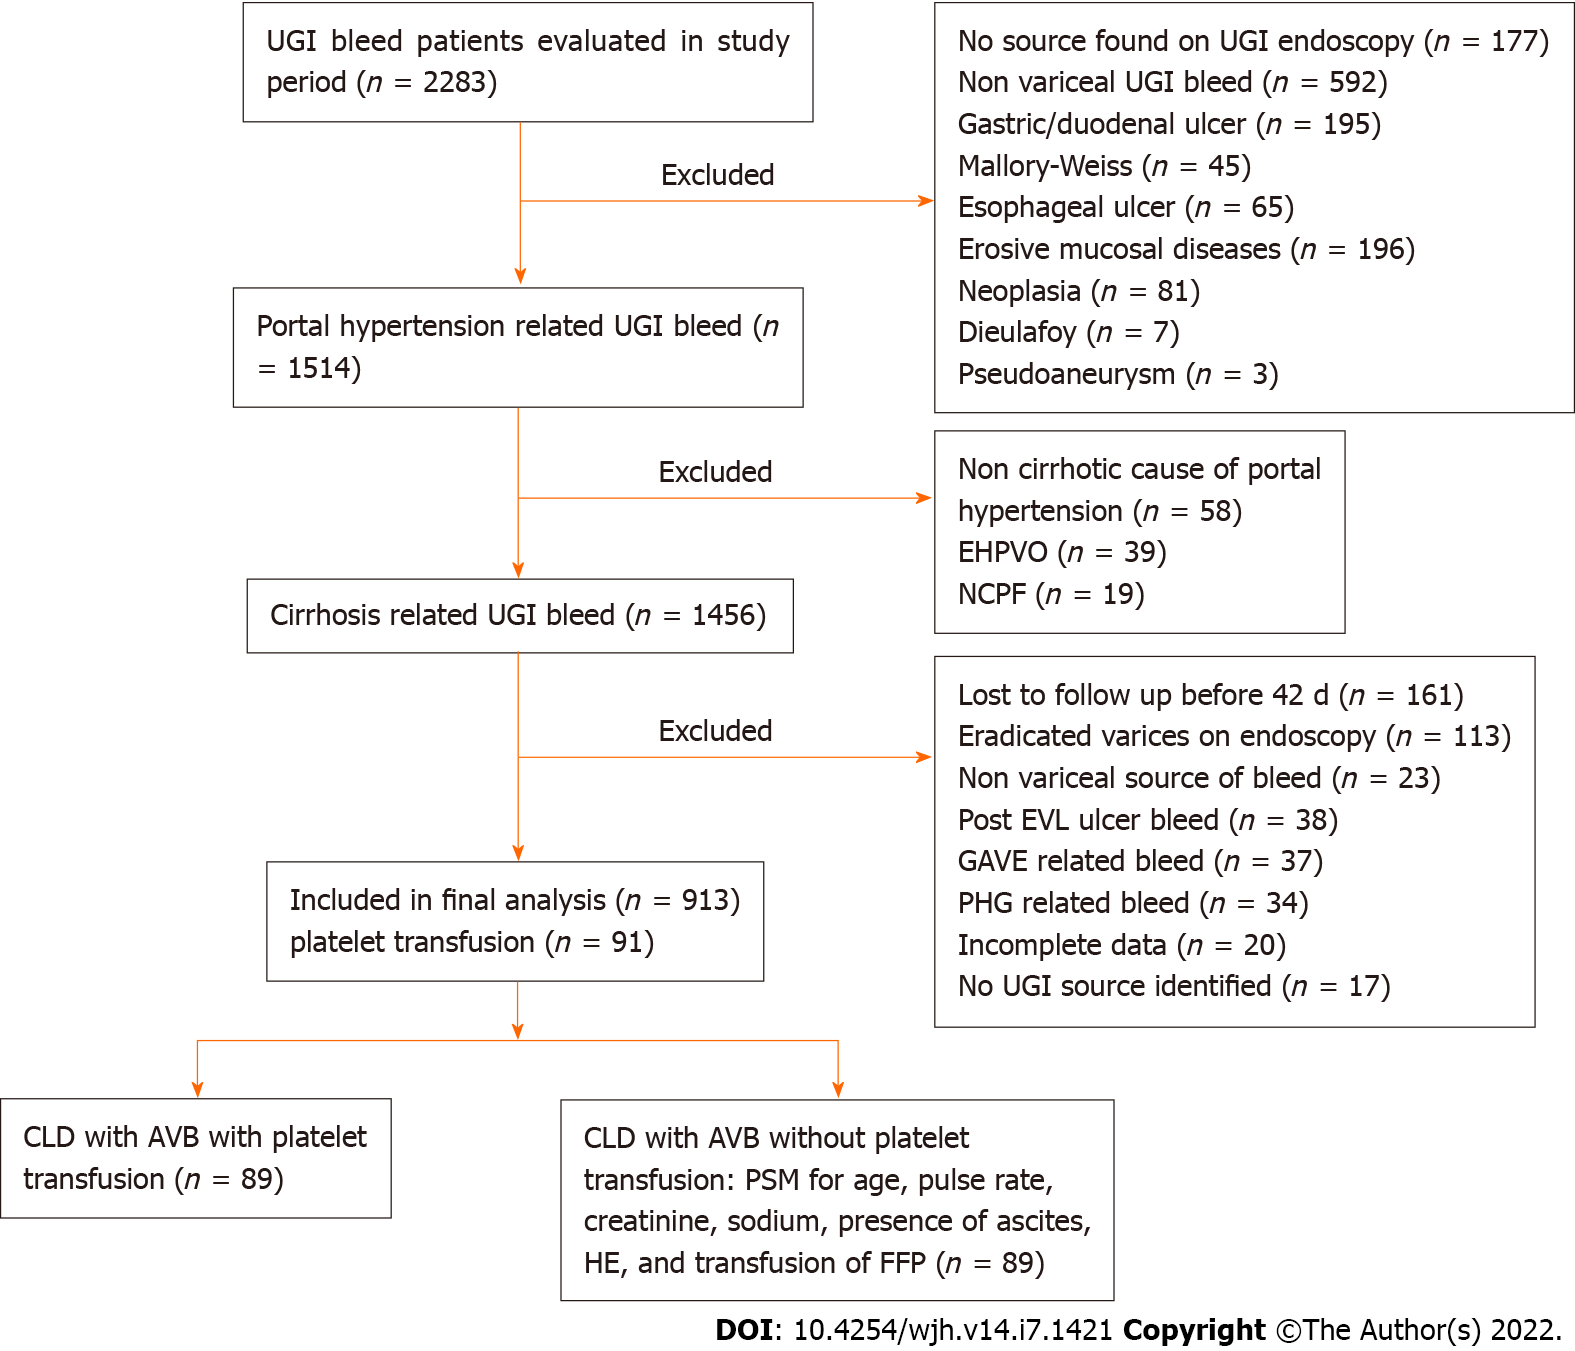 UGI bleed patients evaluated in study
period (n = 2283)
No source found on UGI endoscopy (n = 177)
Non variceal UGI bleed (n = 592)
Gastric/duodenal ulcer (n = 195)
Mallory-Weiss (n = 45)
Esophageal ulcer (n = 65)
Erosive mucosal diseases (n = 196)
Neoplasia (n = 81)
Dieulafoy (n = 7)
Pseudoaneurysm (n = 3)
Excluded
Portal hypertension related UGI bleed (n
= 1514)
Excluded
Non cirrhotic cause of portal
hypertension (n = 58)
EHPVO (n = 39)
NCPF (n = 19)
Cirrhosis related UGI bleed (n = 1456)
Excluded
Lost to follow up before 42 d (n = 161)
Eradicated varices on endoscopy (n = 113)
Non variceal source of bleed (n = 23)
Post EVL ulcer bleed (n = 38)
GAVE related bleed (n = 37)
PHG related bleed (n = 34)
Incomplete data (n = 20)
No UGI source identified (n = 17)
Included in final analysis (n = 913)
platelet transfusion (n = 91)
CLD with AVB with platelet
transfusion (n = 89)
CLD with AVB without platelet
transfusion: PSM for age, pulse rate,
creatinine, sodium, presence of ascites,
HE, and transfusion of FFP (n = 89)
DOI: 10.4254/wjh.v14.i7.1421 Copyright ©The Author(s) 2022.